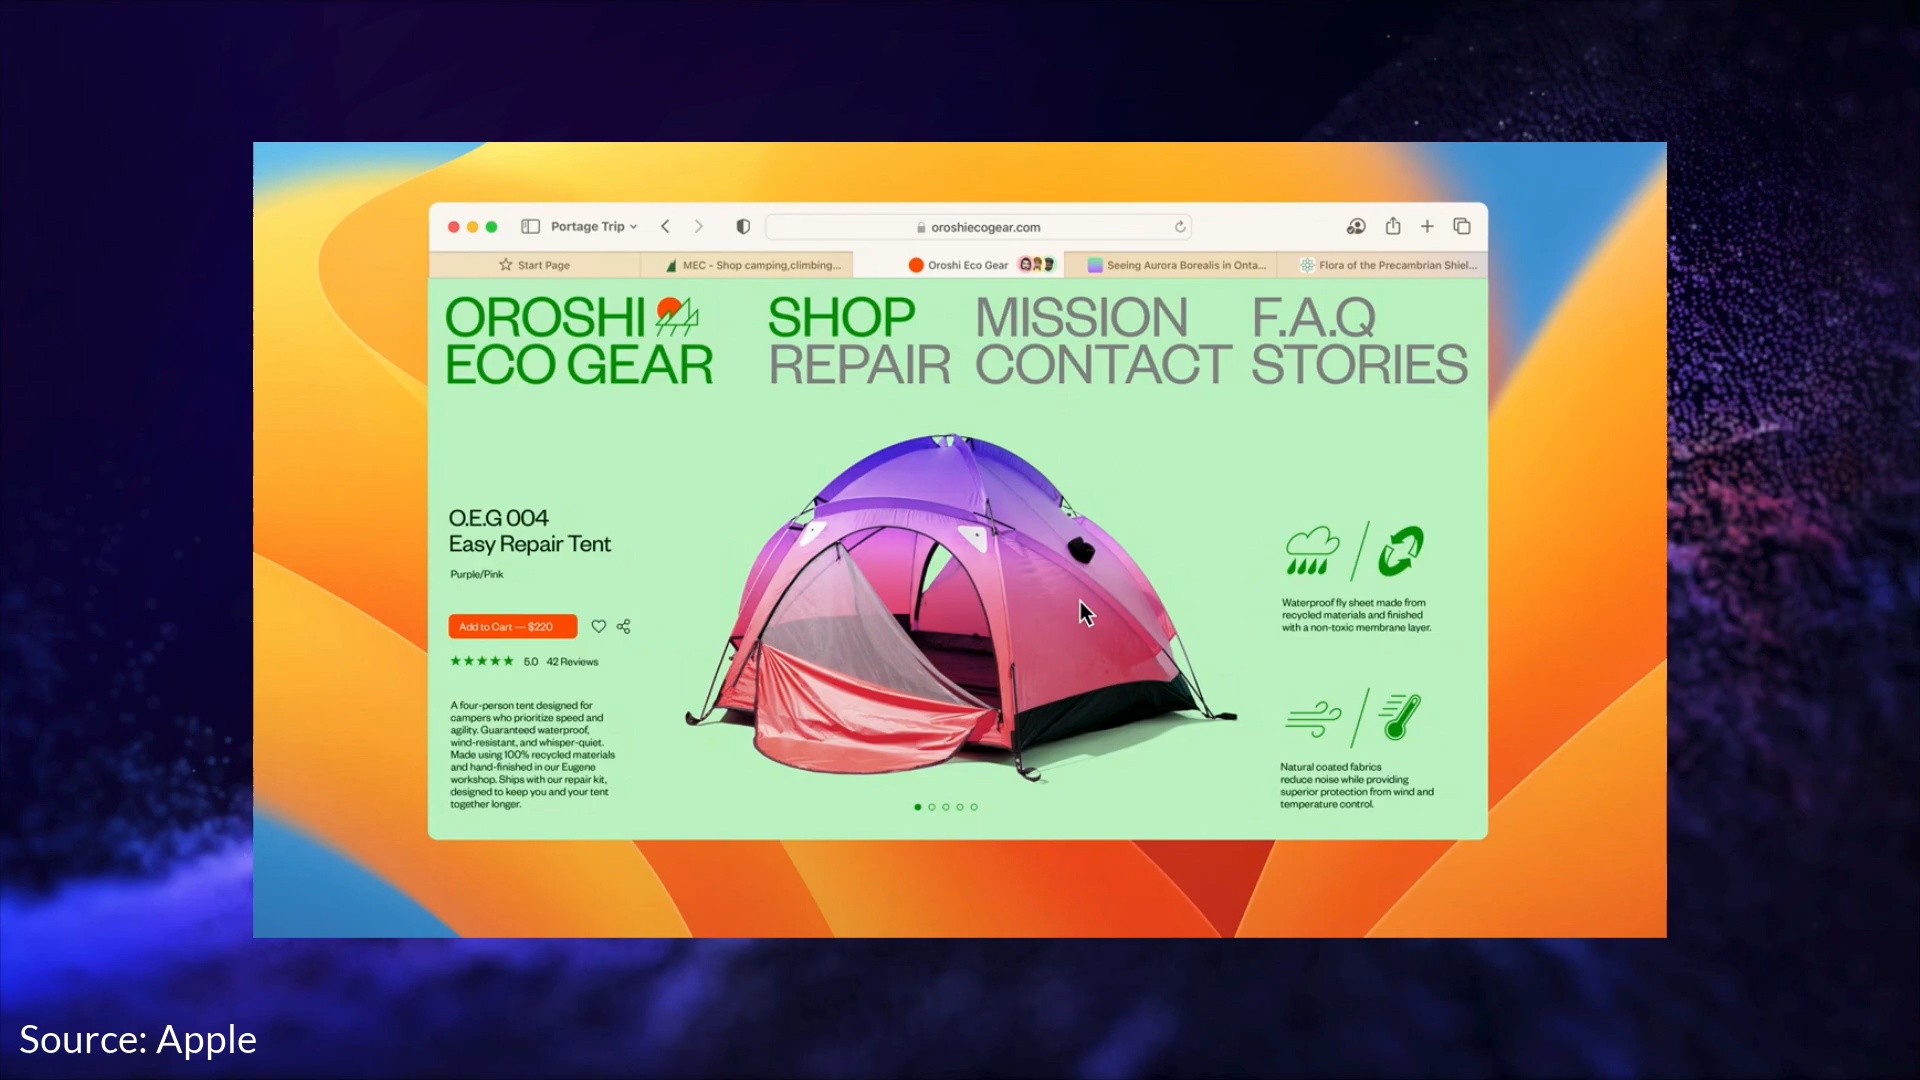 Portage Trip
oroshiecogear.com
Start Page
MEC - Shop camping,climbing...
Oroshi Eco Gear
Seeing Aurora Borealis in Onta...
Flora of the Precambrian Shiel...
OROSHI
ECO GEAR
SHOP
REPAIR
MISSION
CONTACT
F.A.Q
STORIES
O.E.G 004
Easy Repair Tent
Purple/Pink
Add to Cart — $220
5.0 42 Reviews
A four-person tent designed for
campers who prioritize speed and
agility. Guaranteed waterproof,
wind-resistant, and whisper-quiet.
Made using 100% recycled materials
and hand-finished in our Eugene
workshop. Ships with our repair kit,
designed to keep you and your tent
together longer.
Waterproof fly sheet made from
recycled materials and finished
with a non-toxic membrane layer.
Natural coated fabrics
reduce noise while providing
superior protection from wind and
temperature control.
Source: Apple